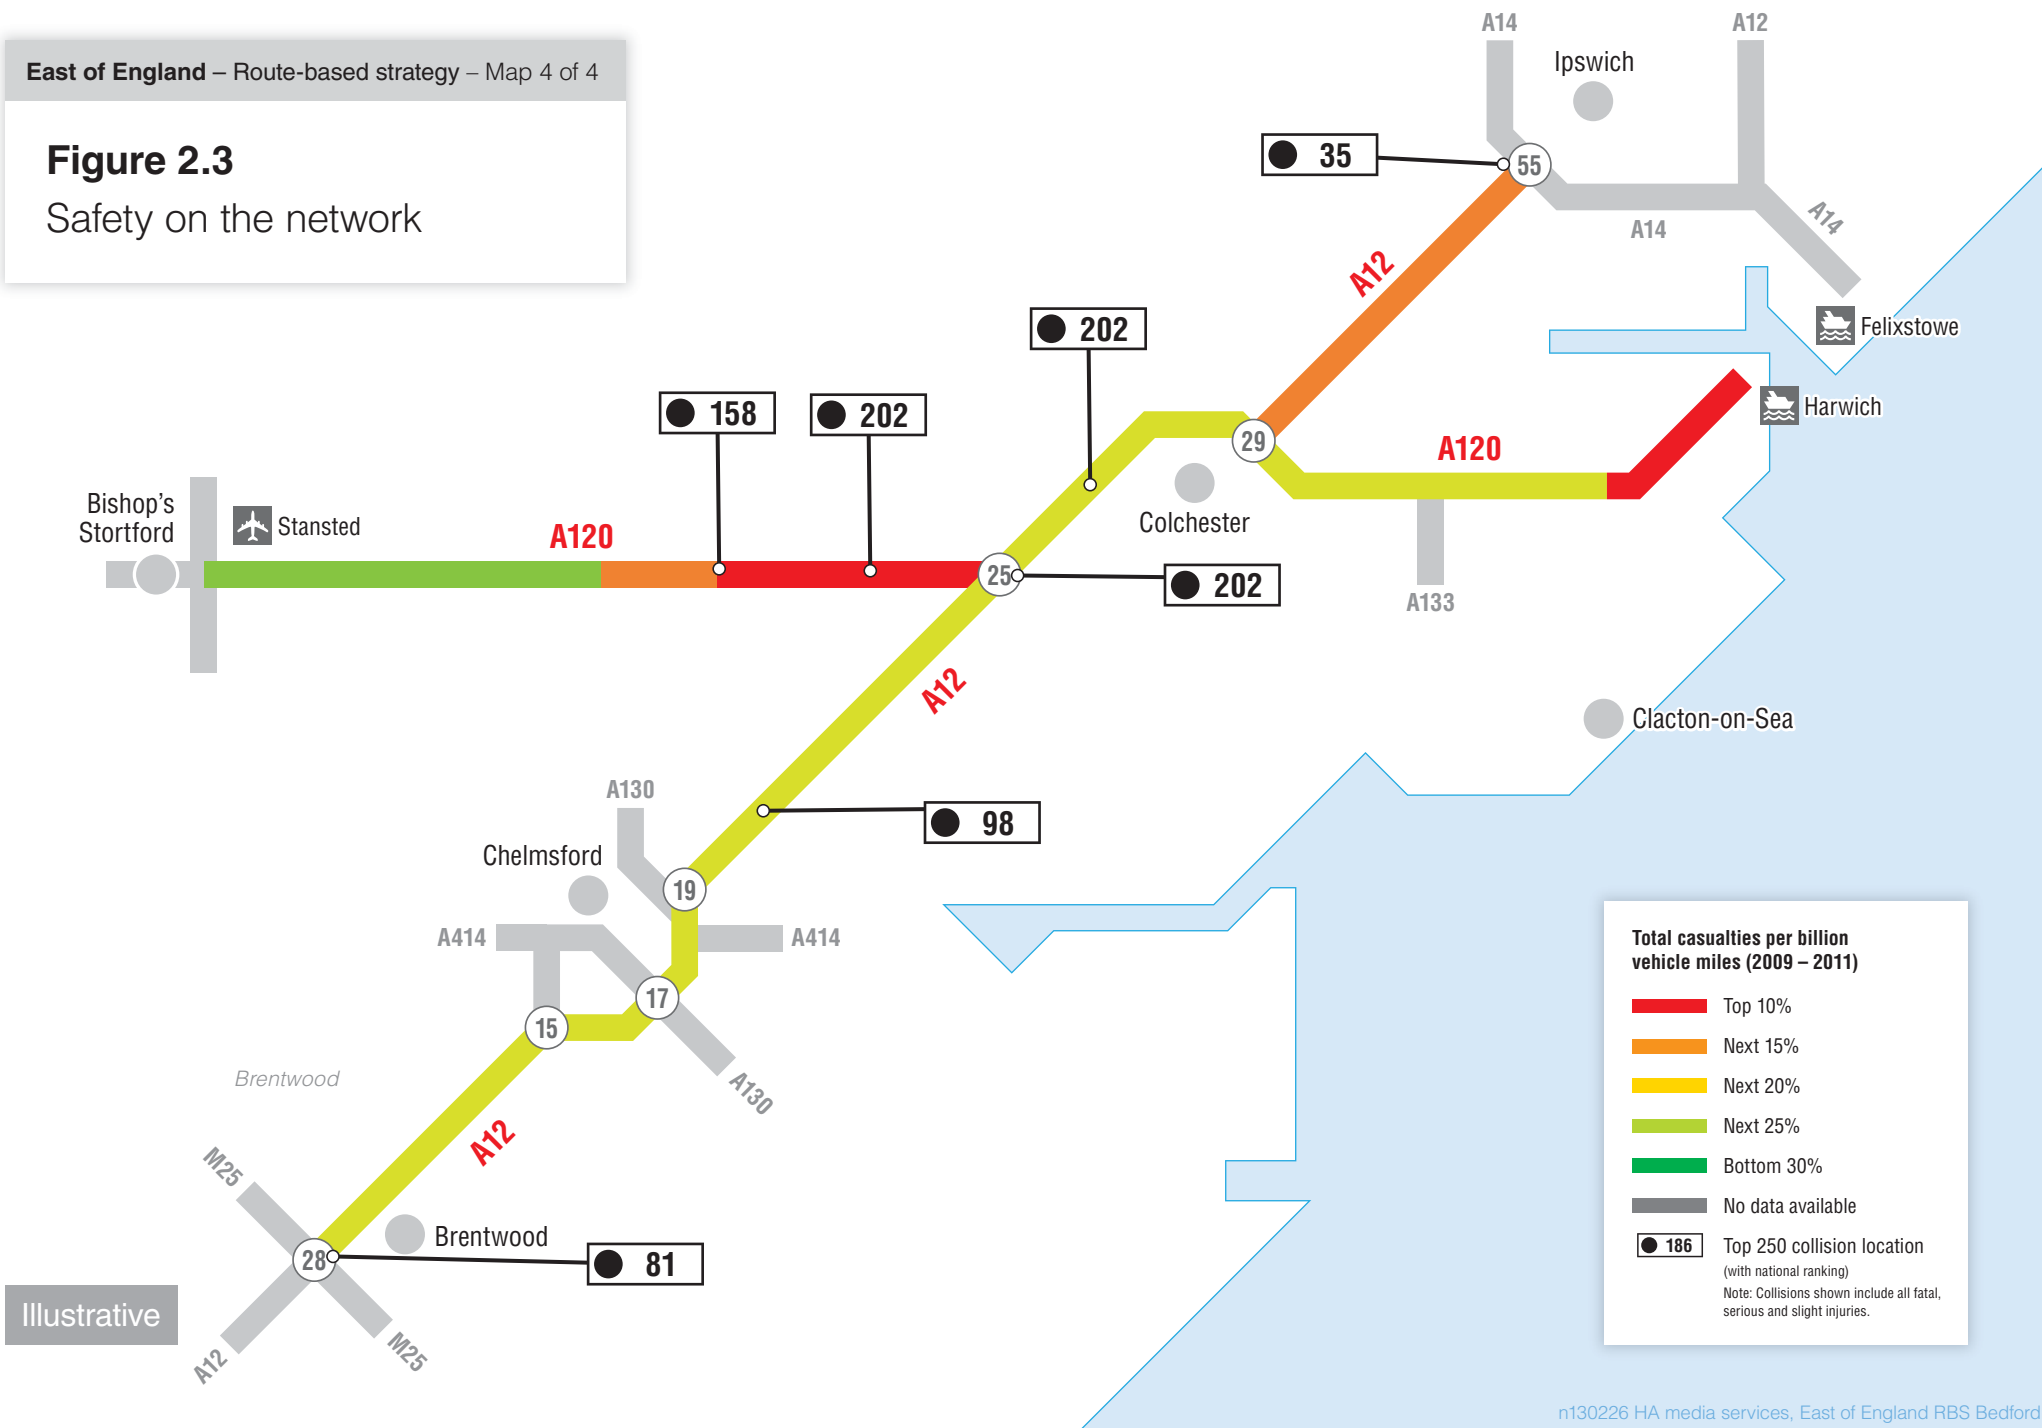 East of England – Route-based strategy – Map 4 of 4
Figure 2.3
Safety on the network
A14
A12
Ipswich
35
55
A14
A14
A12
Felixstowe
202
Harwich
158
202
29
A120
Bishop's
Stortford
Stansted
A120
Colchester
25
202
A133
A12
Clacton-on-Sea
A130
98
Chelmsford
19
A414
A414
17
15
Brentwood
A130
A12
M25
Brentwood
28
81
Illustrative
A12
M25
Total casualties per billion
vehicle miles (2009 – 2011)
Top 10%
Next 15%
Next 20%
Next 25%
Bottom 30%
No data available
186
Top 250 collision location
(with national ranking)
Note: Collisions shown include all fatal,
serious and slight injuries.
n130226 HA media services, East of England RBS Bedford